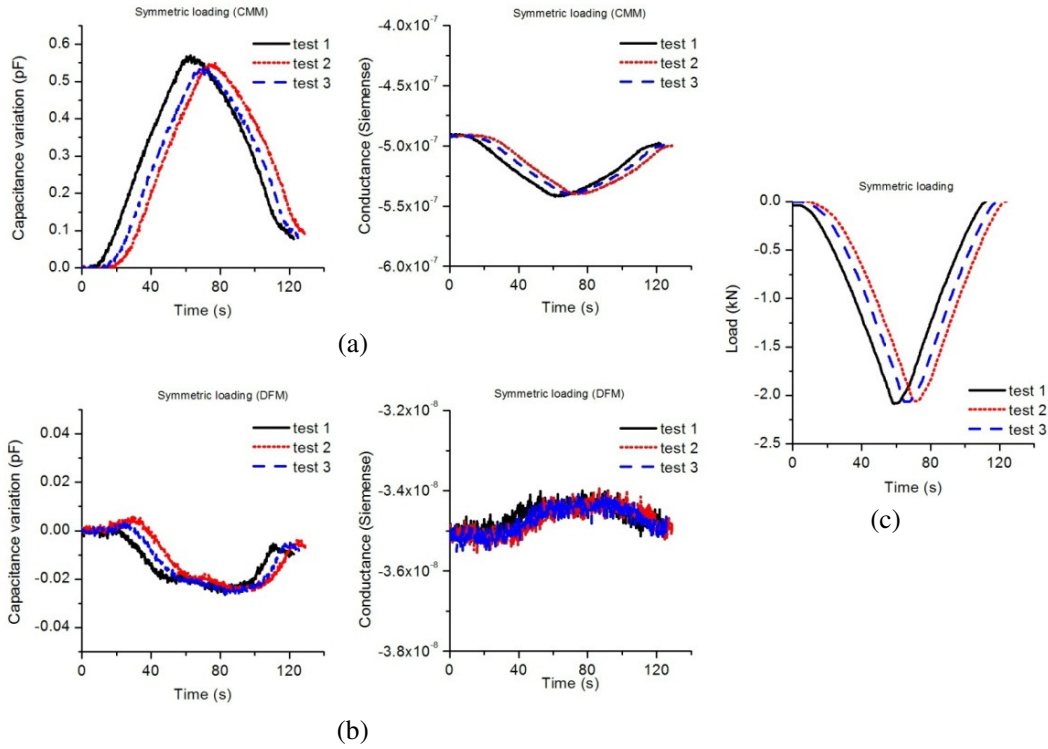 Symmetric loading (CMM)
Capacitance variation (pF)
0.6
0.5
0.4
0.3
0.2
0.1
0.0
test 1
test 2
test 3
0
40
80
120
Time (s)
Symmetric loading (CMM)
Conductance (Siemense)
-4.0x10⁻⁷
-4.5x10⁻⁷
-5.0x10⁻⁷
-5.5x10⁻⁷
-6.0x10⁻⁷
test 1
test 2
test 3
0
40
80
120
Time (s)
(a)
Symmetric loading (DFM)
Capacitance variation (pF)
0.04
0.02
0.00
-0.02
-0.04
test 1
test 2
test 3
0
40
80
120
Time (s)
Symmetric loading (DFM)
Conductance (Siemense)
-3.2x10⁻⁸
-3.4x10⁻⁸
-3.6x10⁻⁸
-3.8x10⁻⁸
test 1
test 2
test 3
0
40
80
120
Time (s)
(b)
Symmetric loading
Load (kN)
0.0
-0.5
-1.0
-1.5
-2.0
-2.5
test 1
test 2
test 3
0
40
80
120
Time (s)
(c)